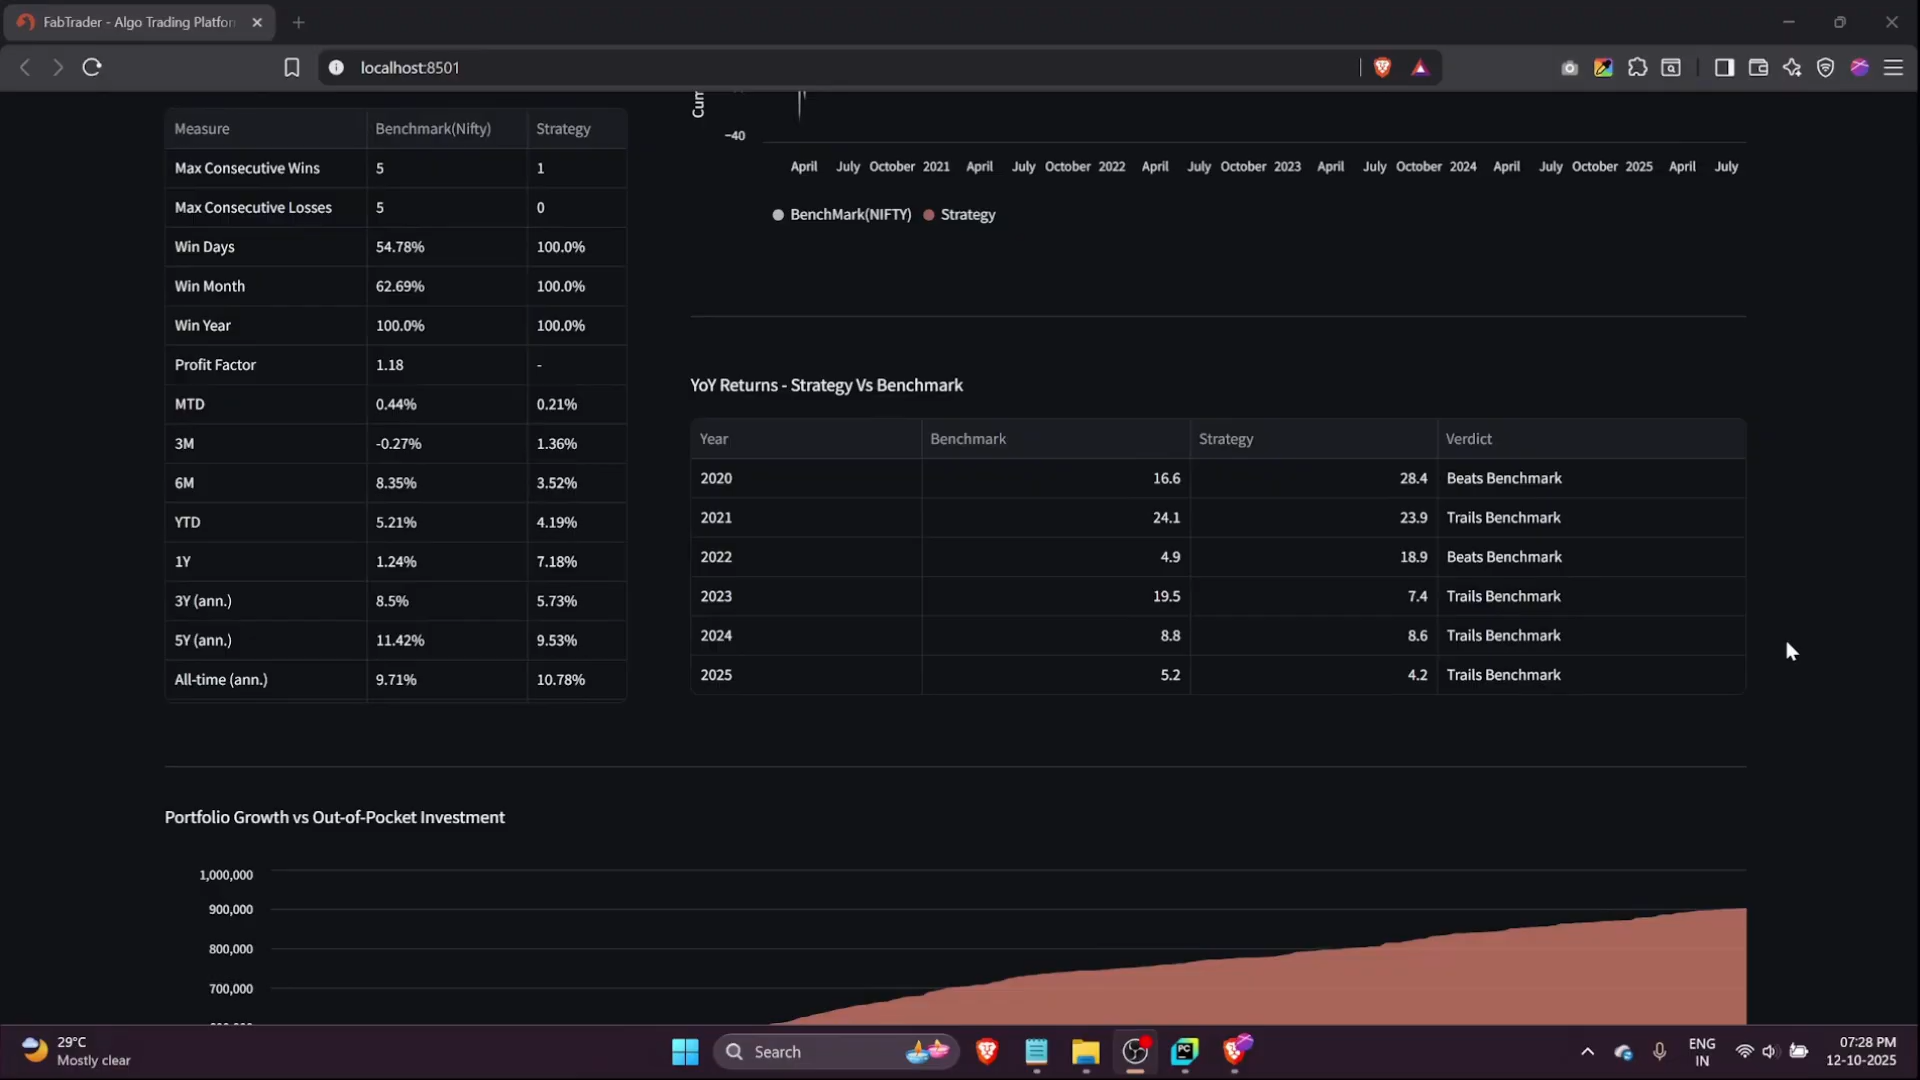 FabTrader - Algo Trading Platfor
localhost:8501
Measure Benchmark(Nifty) Strategy
Max Consecutive Wins 5 1
Max Consecutive Losses 5 0
Win Days 54.78% 100.0%
Win Month 62.69% 100.0%
Win Year 100.0% 100.0%
Profit Factor 1.18 -
MTD 0.44% 0.21%
3M -0.27% 1.36%
6M 8.35% 3.52%
YTD 5.21% 4.19%
1Y 1.24% 7.18%
3Y (ann.) 8.5% 5.73%
5Y (ann.) 11.42% 9.53%
All-time (ann.) 9.71% 10.78%
Cum
−40
April July October 2021 April July October 2022 April July October 2023 April July October 2024 April July October 2025 April July
BenchMark(NIFTY) Strategy
YoY Returns - Strategy Vs Benchmark
Year Benchmark Strategy Verdict
2020 16.6 28.4 Beats Benchmark
2021 24.1 23.9 Trails Benchmark
2022 4.9 18.9 Beats Benchmark
2023 19.5 7.4 Trails Benchmark
2024 8.8 8.6 Trails Benchmark
2025 5.2 4.2 Trails Benchmark
Portfolio Growth vs Out-of-Pocket Investment
1,000,000
900,000
800,000
700,000
29°C
Mostly clear
Search
PC
ENG
IN
07:28 PM
12-10-2025